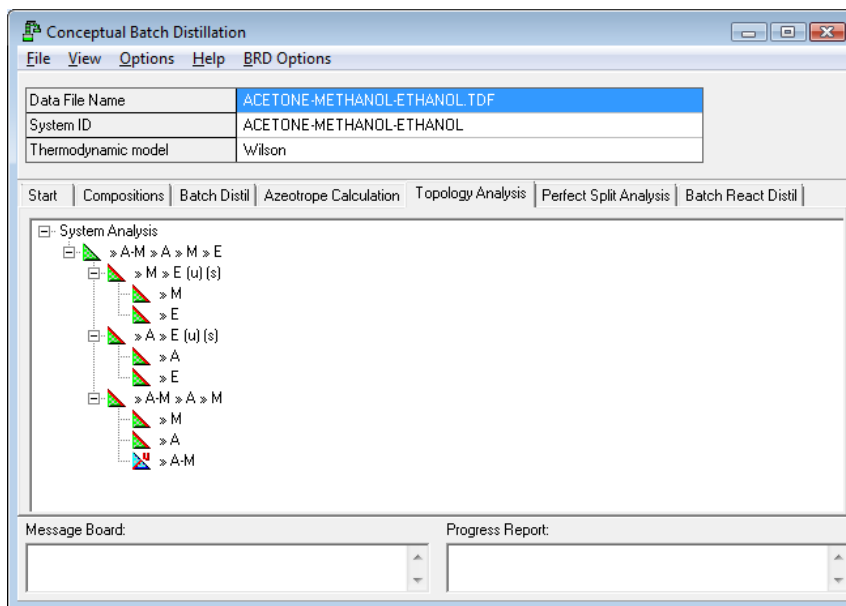 Conceptual Batch Distillation
File View Options Help BRD Options
Data File Name ACETONE-METHANOL-ETHANOL.TDF
System ID ACETONE-METHANOL-ETHANOL
Thermodynamic model Wilson
Start Compositions Batch Distil Azeotrope Calculation Topology Analysis Perfect Split Analysis Batch React Distil
System Analysis
» A-M » A » M » E
» M » E (u) (s)
» M
» E
» A » E (u) (s)
» A
» E
» A-M » A » M
» M
» A
u » A-M
Message Board: Progress Report: